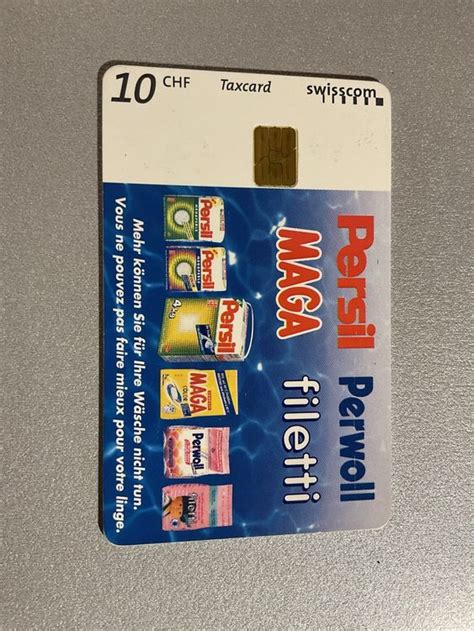 10 CHF Taxcard swisscom
Persil Perwoll
MAGA filetti
Persil
Persil
Persil
MAGA
Perwoll
Mehr können Sie für Ihre Wäsche nicht tun.
Vous ne pouvez pas faire mieux pour votre linge.